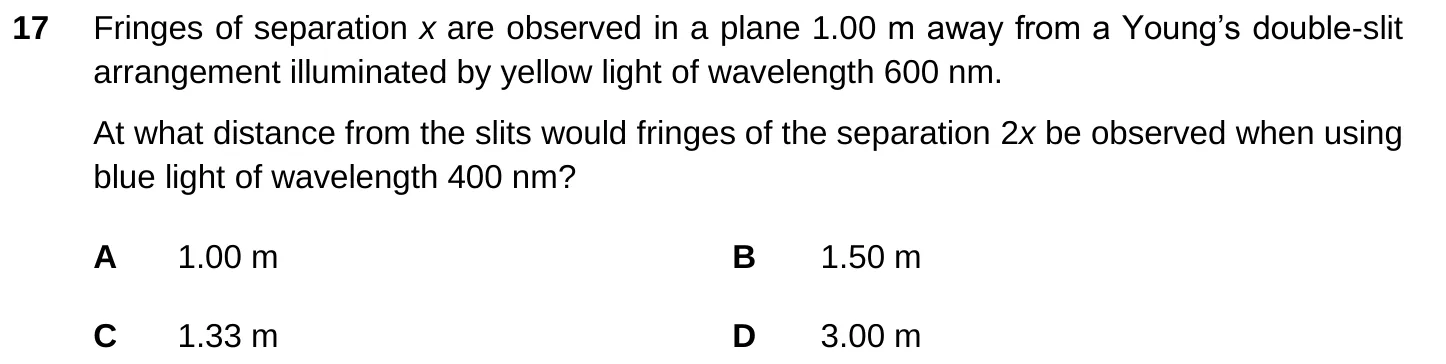 17 Fringes of separation x are observed in a plane 1.00 m away from a Young’s double-slit
arrangement illuminated by yellow light of wavelength 600 nm.
At what distance from the slits would fringes of the separation 2x be observed when using
blue light of wavelength 400 nm?
A 1.00 m B 1.50 m
C 1.33 m D 3.00 m